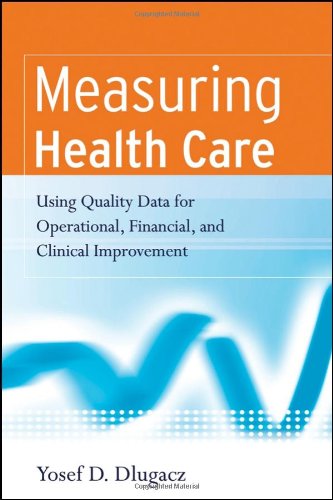 Measuring
Health Care
Using Quality Data for
Operational, Financial, and
Clinical Improvement
Yosef D. Dlugacz